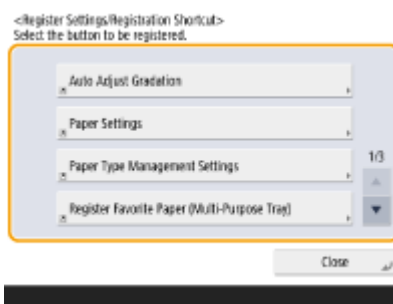 <Register Settings/Registration Shortcut>
Select the button to be registered.
Auto Adjust Gradation
Paper Settings
Paper Type Management Settings
Register Favorite Paper (Multi-Purpose Tray)
1/3
Close